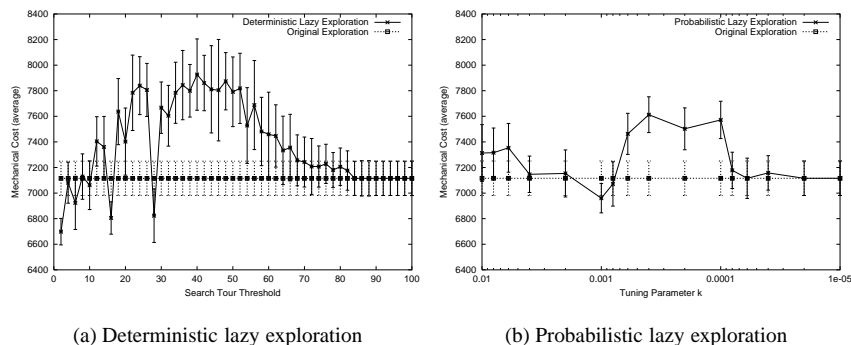 8400
8200
8000
7800
7600
7400
7200
7000
6800
6600
6400
Mechanical Cost (average)
Deterministic Lazy Exploration
Original Exploration
0 10 20 30 40 50 60 70 80 90 100
Search Tour Threshold
(a) Deterministic lazy exploration
8400
8200
8000
7800
7600
7400
7200
7000
6800
6600
6400
Mechanical Cost (average)
Probabilistic Lazy Exploration
Original Exploration
0.01 0.001 0.0001 1e-05
Tuning Parameter k
(b) Probabilistic lazy exploration